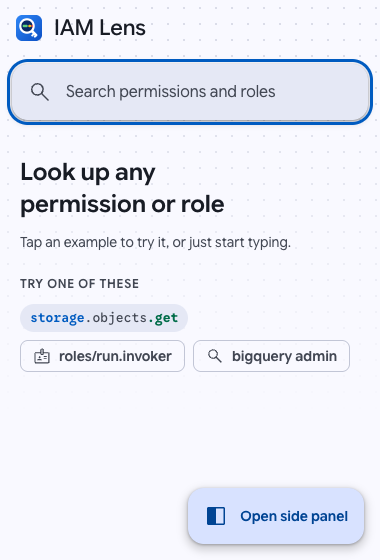 IAM Lens
Search permissions and roles
Look up any
permission or role
Tap an example to try it, or just start typing.
TRY ONE OF THESE
storage.objects.get
roles/run.invoker
bigquery admin
Open side panel